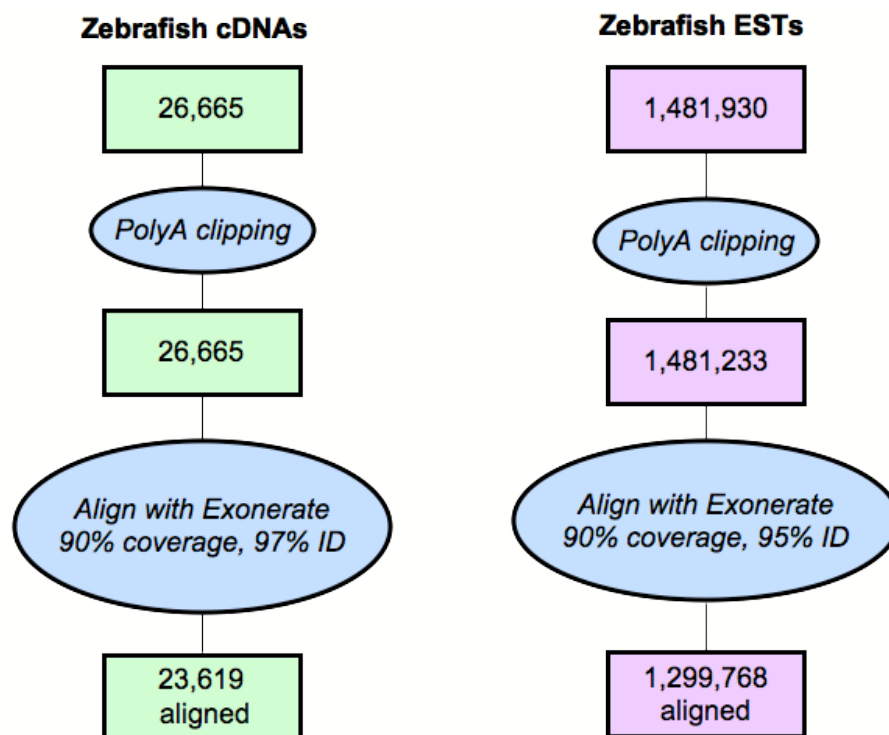 Zebrafish cDNAs
26,665
PolyA clipping
26,665
Align with Exonerate
90% coverage, 97% ID
23,619
aligned
Zebrafish ESTs
1,481,930
PolyA clipping
1,481,233
Align with Exonerate
90% coverage, 95% ID
1,299,768
aligned